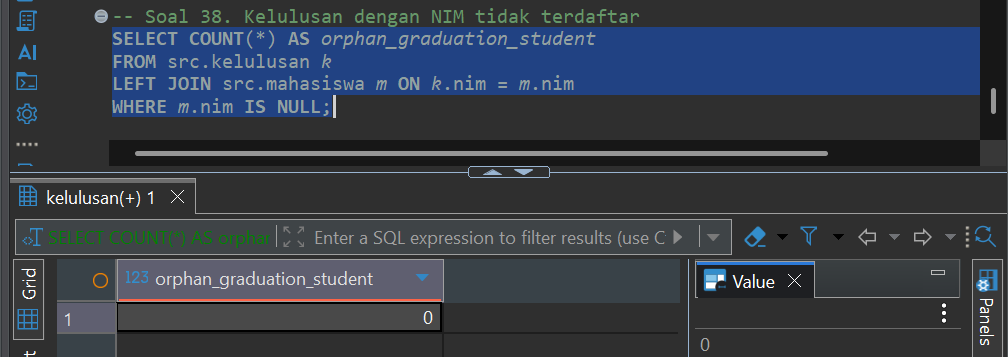 -- Soal 38. Kelulusan dengan NIM tidak terdaftar
SELECT COUNT(*) AS orphan_graduation_student
FROM src.kelulusan k
LEFT JOIN src.mahasiswa m ON k.nim = m.nim
WHERE m.nim IS NULL;
AI
kelulusan(+) 1
SELECT COUNT(*) AS orphar
Enter a SQL expression to filter results (use C
Grid
123 orphan_graduation_student
1
0
Value
0
Panels